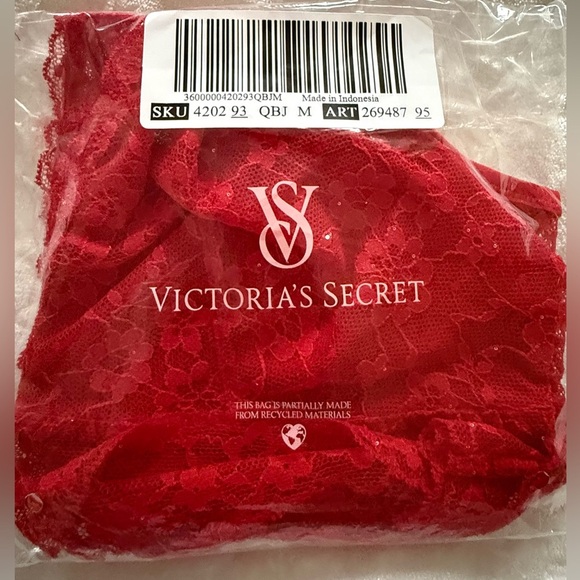 3600000420293QBJM Made in Indonesia
SKU 4202 93 QBJ M ART 269487 95
VS
VICTORIA'S SECRET
THIS BAG IS PARTIALLY MADE
FROM RECYCLED MATERIALS